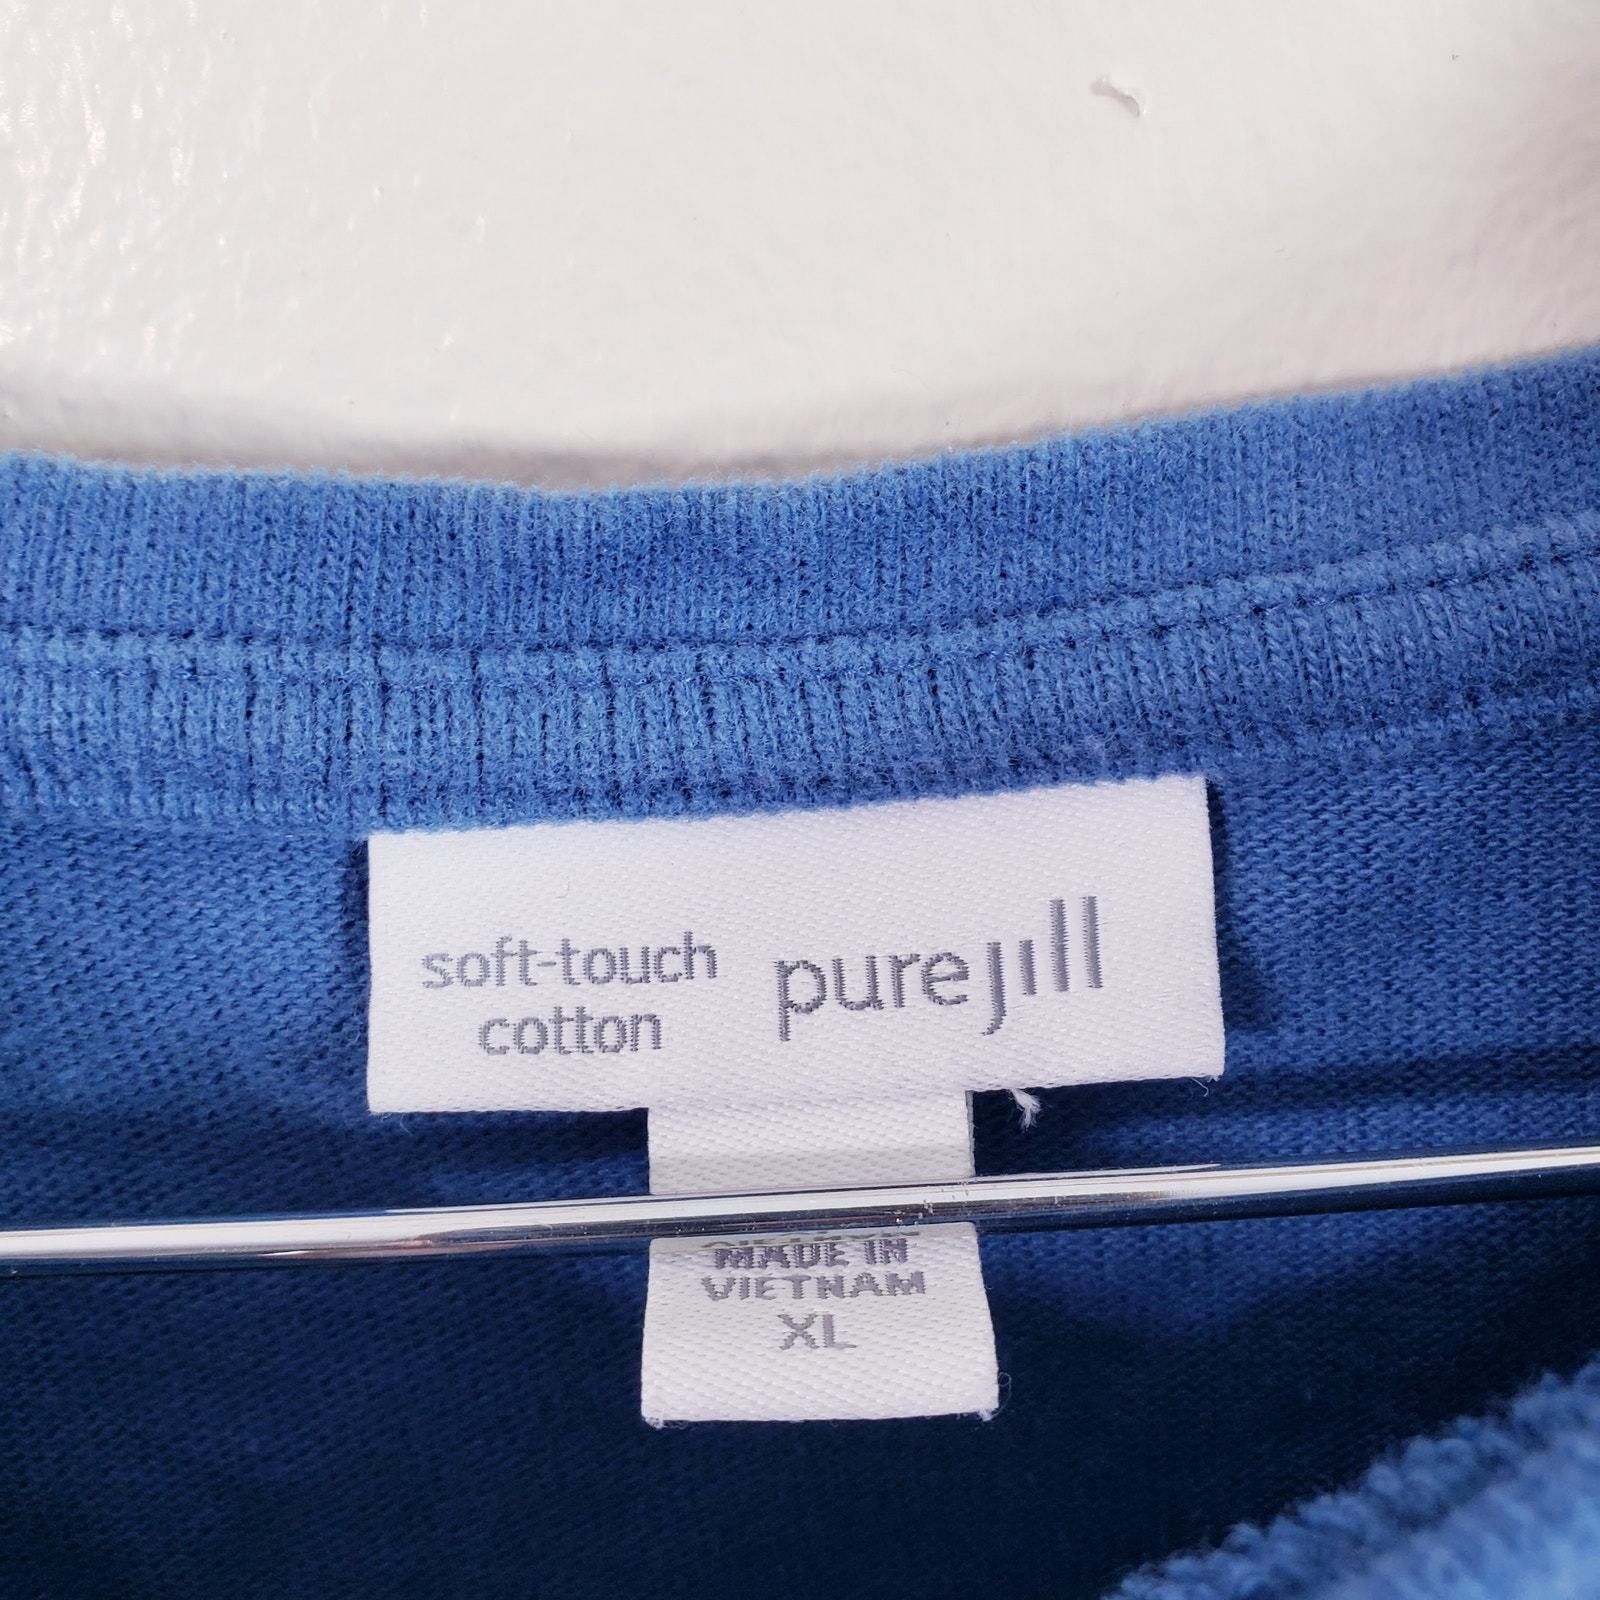 soft-touch
cotton
purejill
MADE IN
VIETNAM
XL